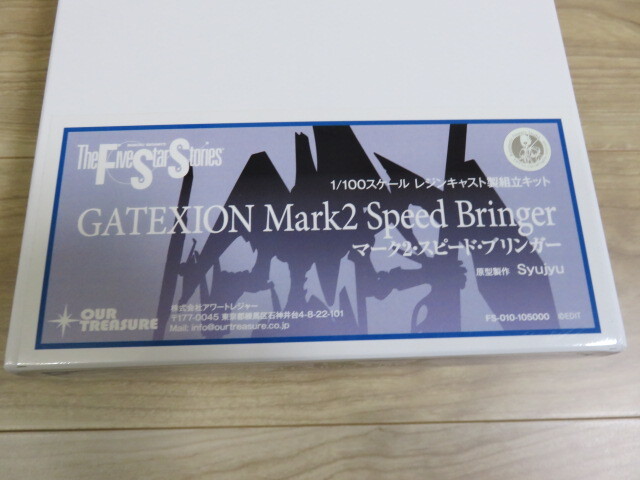 The Five Star Stories
1/100スケール レジンキャスト製組立キット
GATEXION Mark2 Speed Bringer
マーク2・スピード・ブリンガー
原型製作 Syujyu
OUR TREASURE
株式会社アワートレジャー
〒177-0045 東京都練馬区石神井台4-8-22-101
Mail: info@ourtreasure.co.jp
FS-010-105000 ©EDIT